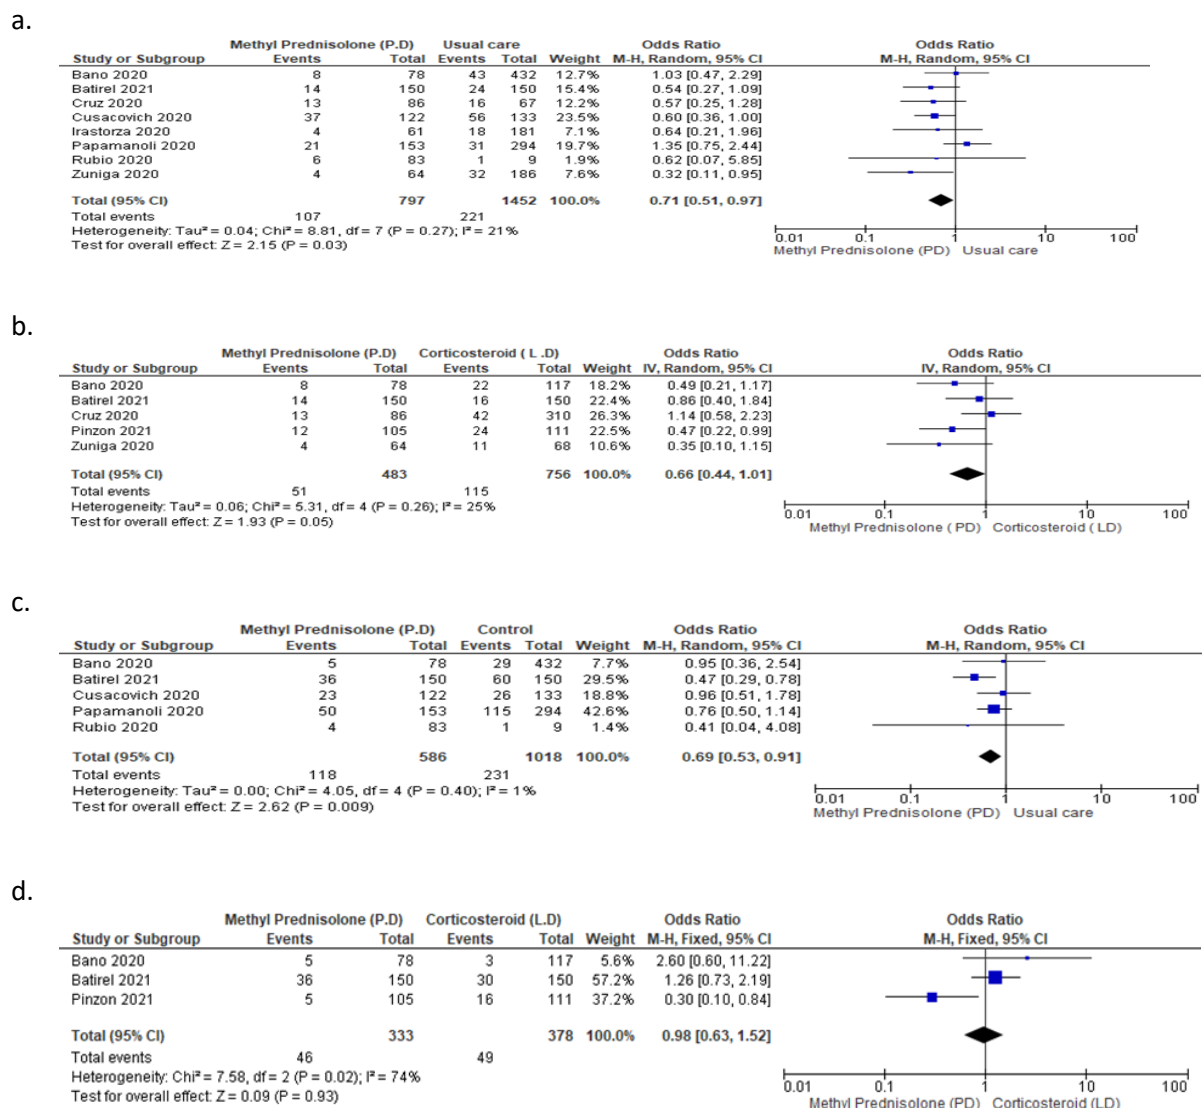 a.
Methyl Prednisolone (P.D) Usual care Odds Ratio Odds Ratio
Study or Subgroup Events Total Events Total Weight M-H, Random, 95% CI M-H, Random, 95% CI
Bano 2020 8 78 43 432 12.7% 1.03 [0.47, 2.29]
Batirel 2021 14 150 24 150 15.4% 0.54 [0.27, 1.09]
Cruz 2020 13 86 16 67 12.2% 0.57 [0.25, 1.28]
Cusacovich 2020 37 122 56 133 23.5% 0.60 [0.36, 1.00]
Irastorza 2020 4 61 18 181 7.1% 0.64 [0.21, 1.96]
Papamanoli 2020 21 153 31 294 19.7% 1.35 [0.75, 2.44]
Rubio 2020 6 83 1 9 1.9% 0.62 [0.07, 5.85]
Zuniga 2020 4 64 32 186 7.6% 0.32 [0.11, 0.95]
Total (95% CI) 797 1452 100.0% 0.71 [0.51, 0.97]
Total events 107 221
Heterogeneity: Tau² = 0.04; Chi² = 8.81, df = 7 (P = 0.27); I² = 21%
Test for overall effect: Z = 2.15 (P = 0.03)
0.01 0.1 1 10 100
Methyl Prednisolone (PD) Usual care
b.
Methyl Prednisolone (P.D) Corticosteroid ( L .D) Odds Ratio Odds Ratio
Study or Subgroup Events Total Events Total Weight IV, Random, 95% CI IV, Random, 95% CI
Bano 2020 8 78 22 117 18.2% 0.49 [0.21, 1.17]
Batirel 2021 14 150 16 150 22.4% 0.86 [0.40, 1.84]
Cruz 2020 13 86 42 310 26.3% 1.14 [0.58, 2.23]
Pinzon 2021 12 105 24 111 22.5% 0.47 [0.22, 0.99]
Zuniga 2020 4 64 11 68 10.6% 0.35 [0.10, 1.15]
Total (95% CI) 483 756 100.0% 0.66 [0.44, 1.01]
Total events 51 115
Heterogeneity: Tau² = 0.06; Chi² = 5.31, df = 4 (P = 0.26); I² = 25%
Test for overall effect: Z = 1.93 (P = 0.05)
0.01 0.1 1 10 100
Methyl Prednisolone ( PD) Corticosteroid ( LD)
c.
Methyl Prednisolone (P.D) Control Odds Ratio Odds Ratio
Study or Subgroup Events Total Events Total Weight M-H, Random, 95% CI M-H, Random, 95% CI
Bano 2020 5 78 29 432 7.7% 0.95 [0.36, 2.54]
Batirel 2021 36 150 60 150 29.5% 0.47 [0.29, 0.78]
Cusacovich 2020 23 122 26 133 18.8% 0.96 [0.51, 1.78]
Papamanoli 2020 50 153 115 294 42.6% 0.76 [0.50, 1.14]
Rubio 2020 4 83 1 9 1.4% 0.41 [0.04, 4.08]
Total (95% CI) 586 1018 100.0% 0.69 [0.53, 0.91]
Total events 118 231
Heterogeneity: Tau² = 0.00; Chi² = 4.05, df = 4 (P = 0.40); I² = 1%
Test for overall effect: Z = 2.62 (P = 0.009)
0.01 0.1 1 10 100
Methyl Prednisolone (PD) Usual care
d.
Methyl Prednisolone (P.D) Corticosteroid (L.D) Odds Ratio Odds Ratio
Study or Subgroup Events Total Events Total Weight M-H, Fixed, 95% CI M-H, Fixed, 95% CI
Bano 2020 5 78 3 117 5.6% 2.60 [0.60, 11.22]
Batirel 2021 36 150 30 150 57.2% 1.26 [0.73, 2.19]
Pinzon 2021 5 105 16 111 37.2% 0.30 [0.10, 0.84]
Total (95% CI) 333 378 100.0% 0.98 [0.63, 1.52]
Total events 46 49
Heterogeneity: Chi² = 7.58, df = 2 (P = 0.02); I² = 74%
Test for overall effect: Z = 0.09 (P = 0.93)
0.01 0.1 1 10 100
Methyl Prednisolone (PD) Corticosteroid (LD)